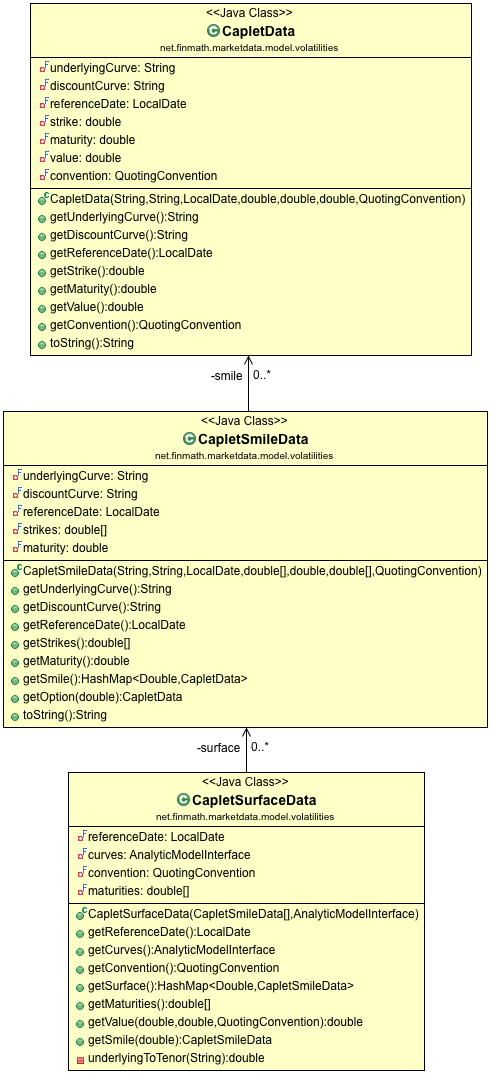 <<Java Class>>
CapletData
net.finmath.marketdata.model.volatilities
underlyingCurve: String
discountCurve: String
referenceDate: LocalDate
strike: double
maturity: double
value: double
convention: QuotingConvention
CapletData(String,String,LocalDate,double,double,double,QuotingConvention)
getUnderlyingCurve():String
getDiscountCurve():String
getReferenceDate():LocalDate
getStrike():double
getMaturity():double
getValue():double
getConvention():QuotingConvention
toString():String
-smile 0..*
<<Java Class>>
CapletSmileData
net.finmath.marketdata.model.volatilities
underlyingCurve: String
discountCurve: String
referenceDate: LocalDate
strikes: double[]
maturity: double
CapletSmileData(String,String,LocalDate,double[],double,double[],QuotingConvention)
getUnderlyingCurve():String
getDiscountCurve():String
getReferenceDate():LocalDate
getStrikes():double[]
getMaturity():double
getSmile():HashMap<Double,CapletData>
getOption(double):CapletData
toString():String
-surface 0..*
<<Java Class>>
CapletSurfaceData
net.finmath.marketdata.model.volatilities
referenceDate: LocalDate
curves: AnalyticModelInterface
convention: QuotingConvention
maturities: double[]
CapletSurfaceData(CapletSmileData[],AnalyticModelInterface)
getReferenceDate():LocalDate
getCurves():AnalyticModelInterface
getConvention():QuotingConvention
getSurface():HashMap<Double,CapletSmileData>
getMaturities():double[]
getValue(double,double,QuotingConvention):double
getSmile(double):CapletSmileData
underlyingToTenor(String):double